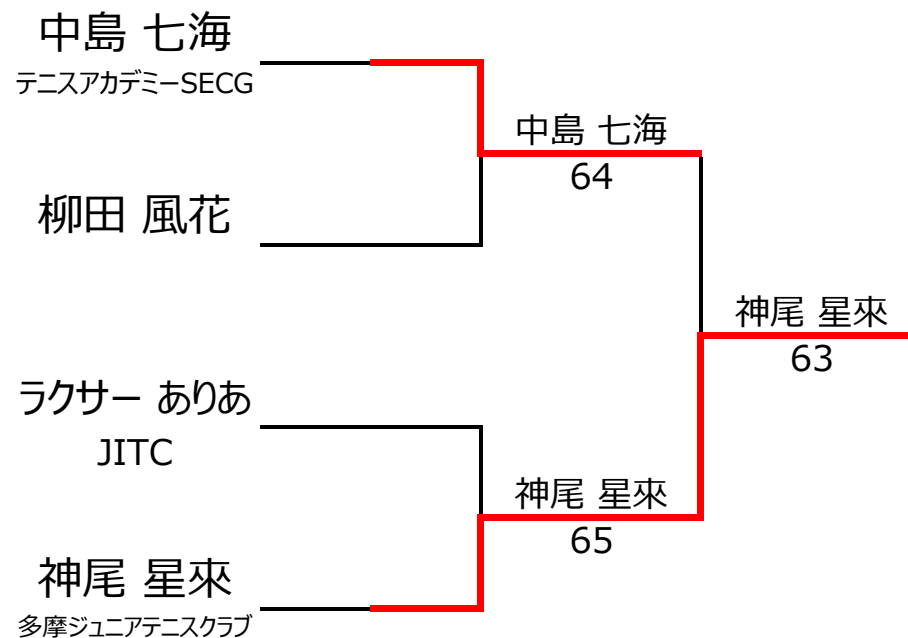 中島 七海
テニスアカデミーSECG
中島 七海
64
柳田 風花
神尾 星來
63
ラクサー ありあ
JITC
神尾 星來
65
神尾 星來
多摩ジュニアテニスクラブ